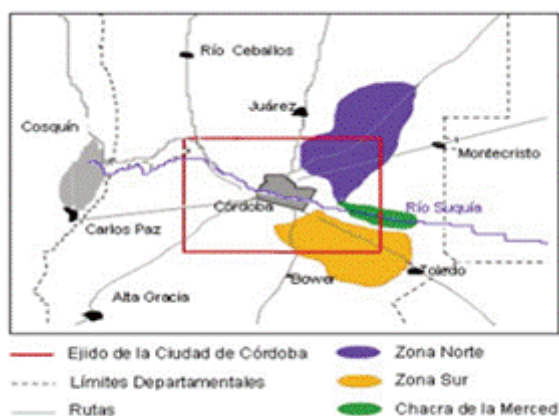 Río Ceballos
Juárez
Cosquín
Montecristo
Córdoba
Río Suquía
Carlos Paz
Bower
Toledo
Alta Gracia
Ejido de la Ciudad de Córdoba
Zona Norte
Límites Departamentales
Zona Sur
Rutas
Chacra de la Merced